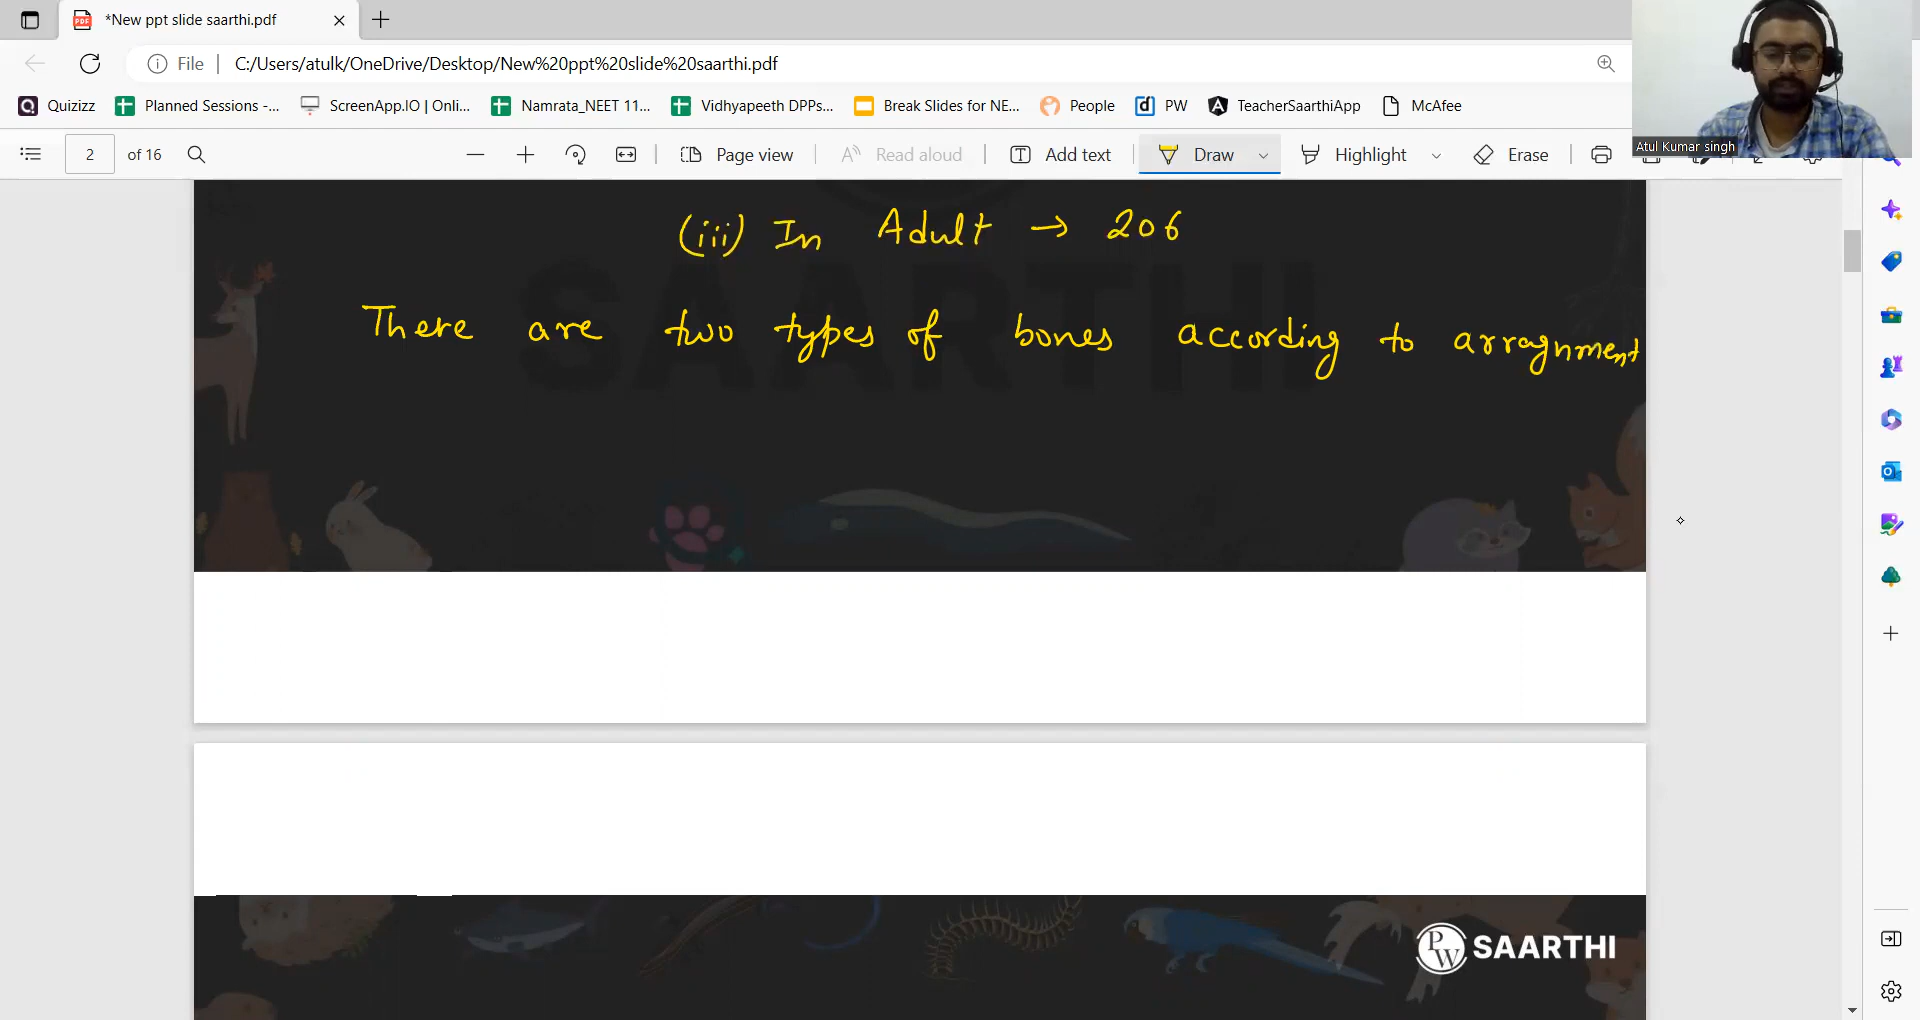 *New ppt slide saarthi.pdf
File
C:/Users/atulk/OneDrive/Desktop/New%20ppt%20slide%20saarthi.pdf
Quizizz
Planned Sessions -...
ScreenApp.IO | Onli...
Namrata_NEET 11...
Vidhyapeeth DPPs...
Break Slides for NE...
People
PW
TeacherSaarthiApp
McAfee
2 of 16
Page view
Read aloud
Add text
Draw
Highlight
Erase
Atul Kumar singh
(iii) In Adult → 206
SAARTHI
There are two types of bones according to arragnment
PW SAARTHI